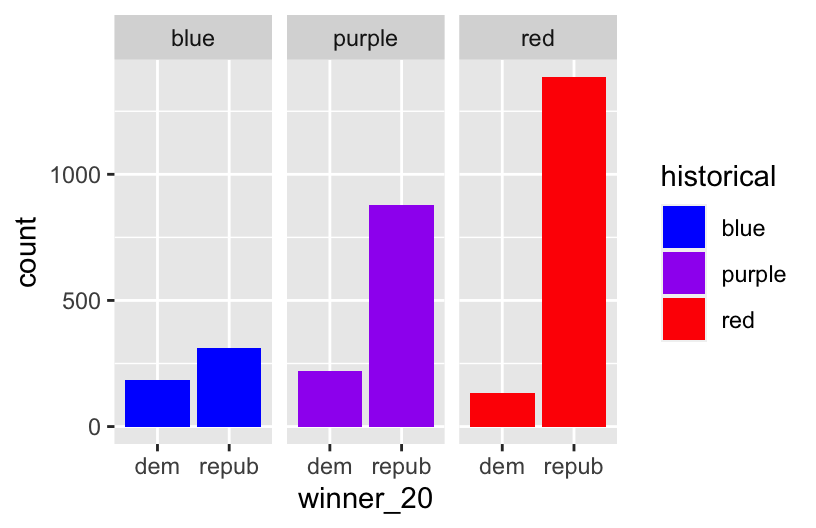 blue purple red
count
1000
500
0
dem repub dem repub dem repub
winner_20
historical
blue
purple
red